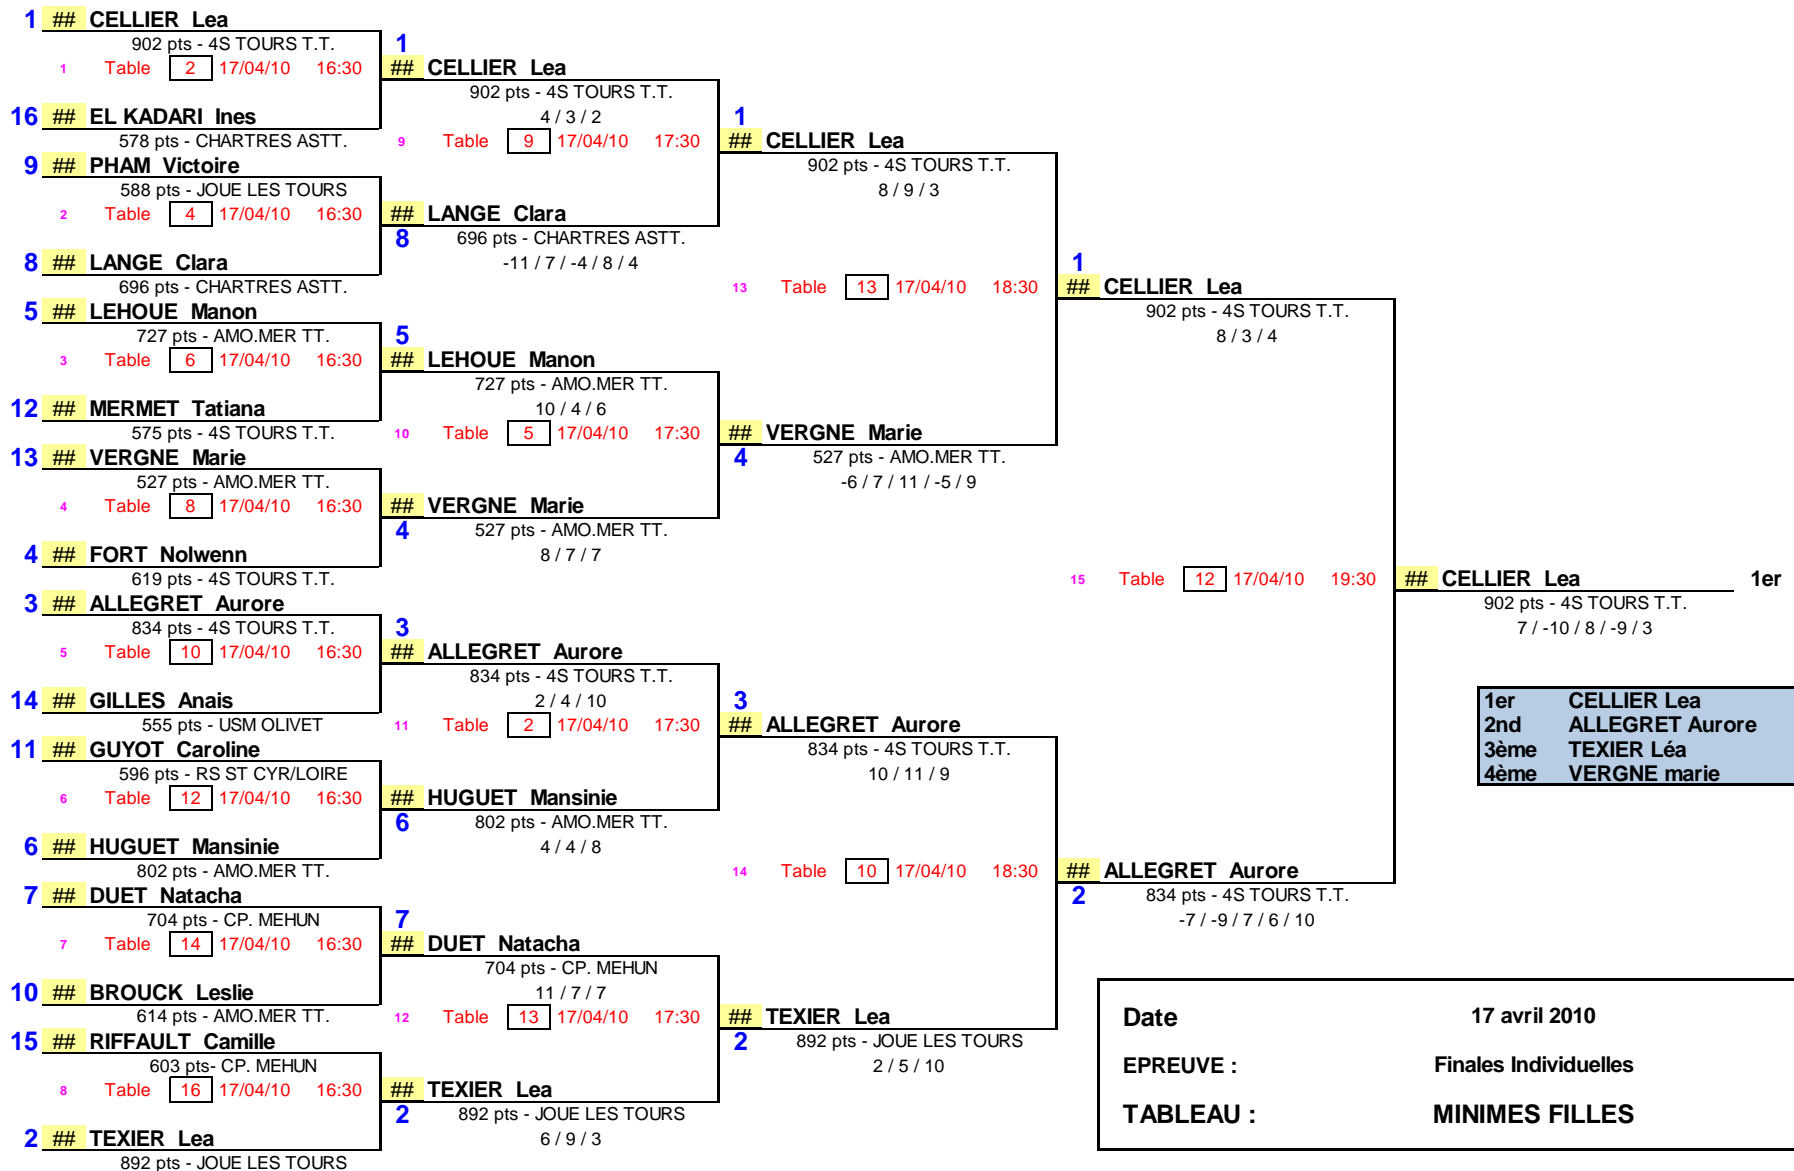 1 ## CELLIER Lea
902 pts - 4S TOURS T.T.
1 Table 2 17/04/10 16:30
16 ## EL KADARI Ines
578 pts - CHARTRES ASTT.
9 ## PHAM Victoire
588 pts - JOUE LES TOURS
2 Table 4 17/04/10 16:30
8 ## LANGE Clara
696 pts - CHARTRES ASTT.
5 ## LEHOUE Manon
727 pts - AMO.MER TT.
3 Table 6 17/04/10 16:30
12 ## MERMET Tatiana
575 pts - 4S TOURS T.T.
13 ## VERGNE Marie
527 pts - AMO.MER TT.
4 Table 8 17/04/10 16:30
4 ## FORT Nolwenn
619 pts - 4S TOURS T.T.
3 ## ALLEGRET Aurore
834 pts - 4S TOURS T.T.
5 Table 10 17/04/10 16:30
14 ## GILLES Anais
555 pts - USM OLIVET
11 ## GUYOT Caroline
596 pts - RS ST CYR/LOIRE
6 Table 12 17/04/10 16:30
6 ## HUGUET Mansinie
802 pts - AMO.MER TT.
7 ## DUET Natacha
704 pts - CP. MEHUN
7 Table 14 17/04/10 16:30
10 ## BROUCK Leslie
614 pts - AMO.MER TT.
15 ## RIFFAULT Camille
603 pts- CP. MEHUN
8 Table 16 17/04/10 16:30
2 ## TEXIER Lea
892 pts - JOUE LES TOURS
1
## CELLIER Lea
902 pts - 4S TOURS T.T.
4 / 3 / 2
9 Table 9 17/04/10 17:30
## LANGE Clara
8
696 pts - CHARTRES ASTT.
-11 / 7 / -4 / 8 / 4
5
## LEHOUE Manon
727 pts - AMO.MER TT.
10 / 4 / 6
10 Table 5 17/04/10 17:30
## VERGNE Marie
4
527 pts - AMO.MER TT.
8 / 7 / 7
3
## ALLEGRET Aurore
834 pts - 4S TOURS T.T.
2 / 4 / 10
11 Table 2 17/04/10 17:30
## HUGUET Mansinie
6
802 pts - AMO.MER TT.
4 / 4 / 8
7
## DUET Natacha
704 pts - CP. MEHUN
11 / 7 / 7
12 Table 13 17/04/10 17:30
## TEXIER Lea
2
892 pts - JOUE LES TOURS
6 / 9 / 3
1
## CELLIER Lea
902 pts - 4S TOURS T.T.
8 / 9 / 3
13 Table 13 17/04/10 18:30
## VERGNE Marie
4
527 pts - AMO.MER TT.
-6 / 7 / 11 / -5 / 9
3
## ALLEGRET Aurore
834 pts - 4S TOURS T.T.
10 / 11 / 9
14 Table 10 17/04/10 18:30
## TEXIER Lea
2
892 pts - JOUE LES TOURS
2 / 5 / 10
1
## CELLIER Lea
902 pts - 4S TOURS T.T.
8 / 3 / 4
15 Table 12 17/04/10 19:30
## ALLEGRET Aurore
2
834 pts - 4S TOURS T.T.
-7 / -9 / 7 / 6 / 10
## CELLIER Lea 1er
902 pts - 4S TOURS T.T.
7 / -10 / 8 / -9 / 3
1er CELLIER Lea
2nd ALLEGRET Aurore
3ème TEXIER Léa
4ème VERGNE marie
Date 17 avril 2010
EPREUVE : Finales Individuelles
TABLEAU : MINIMES FILLES